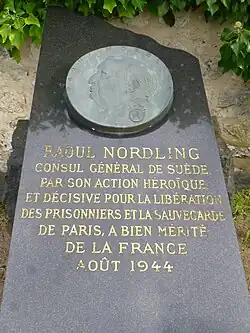 RAOUL NORDLING
CONSUL GÉNÉRAL DE SUÈDE
PAR SON ACTION HEROÏQUE
ET DÉCISIVE POUR LA LIBÉRATION
DES PRISONNIERS ET LA SAUVEGARDE
DE PARIS, A BIEN MÉRITÉ
DE LA FRANCE
AOÛT 1944